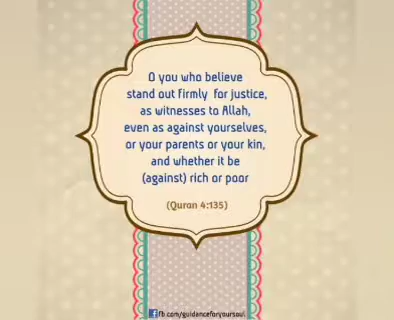 O you who believe
stand out firmly for justice,
as witnesses to Allah,
even as against yourselves,
or your parents or your kin,
and whether it be
(against) rich or poor
(Quran 4:135)
fb.com/guidanceforyoursoul